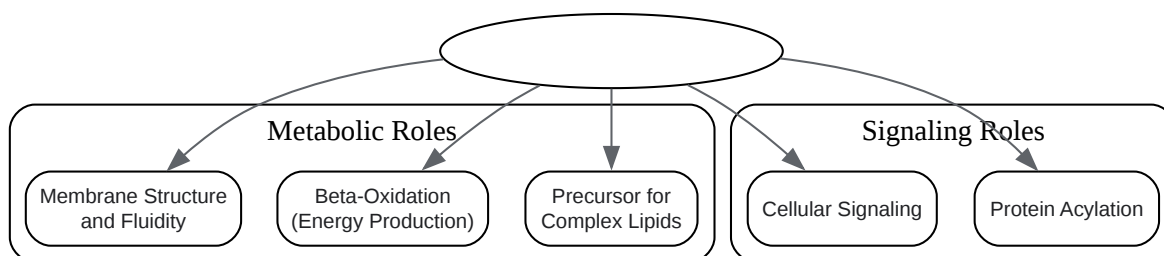 Metabolic Roles
Signaling Roles
Membrane Structure
and Fluidity
Beta-Oxidation
(Energy Production)
Precursor for
Complex Lipids
Cellular Signaling
Protein Acylation